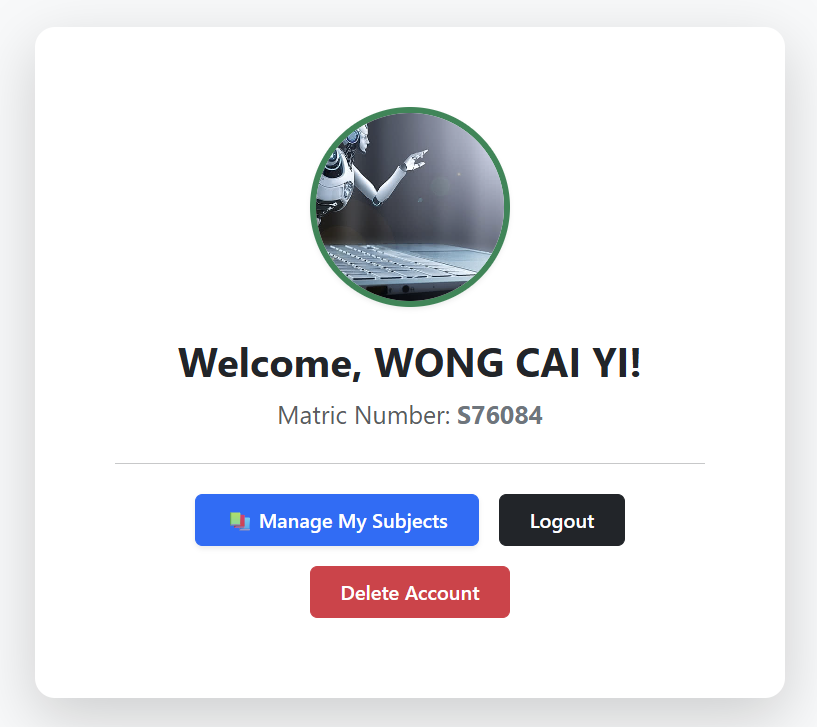 Welcome, WONG CAI YI!
Matric Number: S76084
Manage My Subjects
Logout
Delete Account